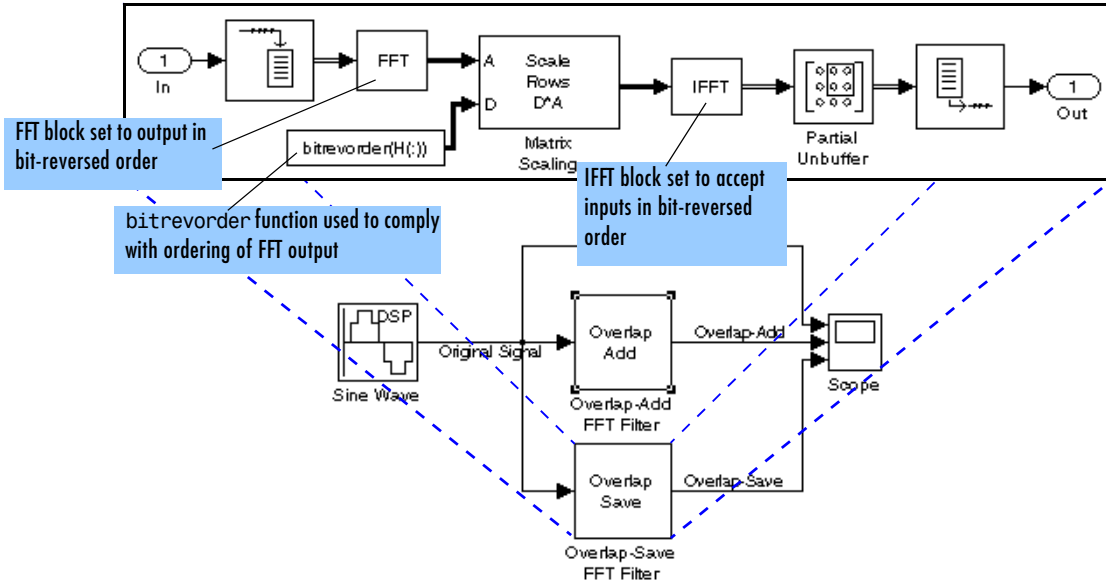 1
In
FFT
A
D
Scale
Rows
D*A
Matrix
Scaling
IFFT
Partial
Unbuffer
1
Out
bitrevorder(H(:))
FFT block set to output in
bit-reversed order
bitrevorder function used to comply
with ordering of FFT output
IFFT block set to accept
inputs in bit-reversed
order
DSP
Sine Wave
Original Signal
Overlap
Add
Overlap-Add
FFT Filter
Overlap-Add
Scope
Overlap
Save
Overlap-Save
FFT Filter
Overlap-Save